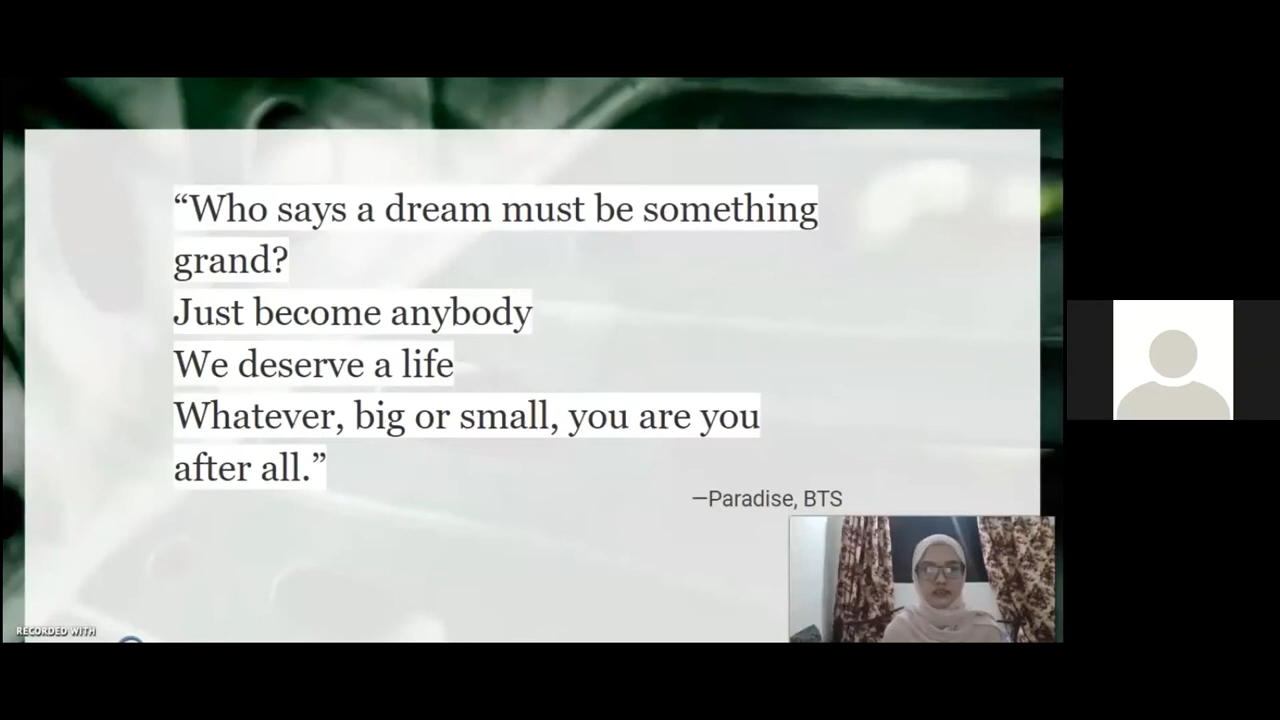 “Who says a dream must be something
grand?
Just become anybody
We deserve a life
Whatever, big or small, you are you
after all.”
—Paradise, BTS
RECORDED WITH